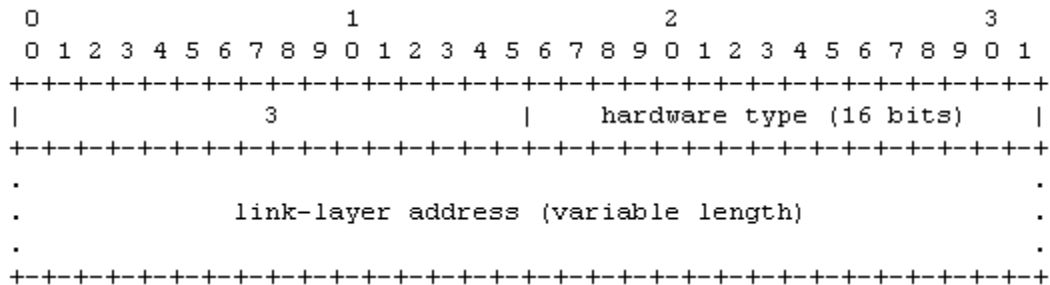 0                   1                   2                   3
 0 1 2 3 4 5 6 7 8 9 0 1 2 3 4 5 6 7 8 9 0 1 2 3 4 5 6 7 8 9 0 1
+-+-+-+-+-+-+-+-+-+-+-+-+-+-+-+-+-+-+-+-+-+-+-+-+-+-+-+-+-+-+-+-+
|               3               |    hardware type (16 bits)    |
+-+-+-+-+-+-+-+-+-+-+-+-+-+-+-+-+-+-+-+-+-+-+-+-+-+-+-+-+-+-+-+-+
.                                                               .
.             link-layer address (variable length)              .
.                                                               .
+-+-+-+-+-+-+-+-+-+-+-+-+-+-+-+-+-+-+-+-+-+-+-+-+-+-+-+-+-+-+-+-+